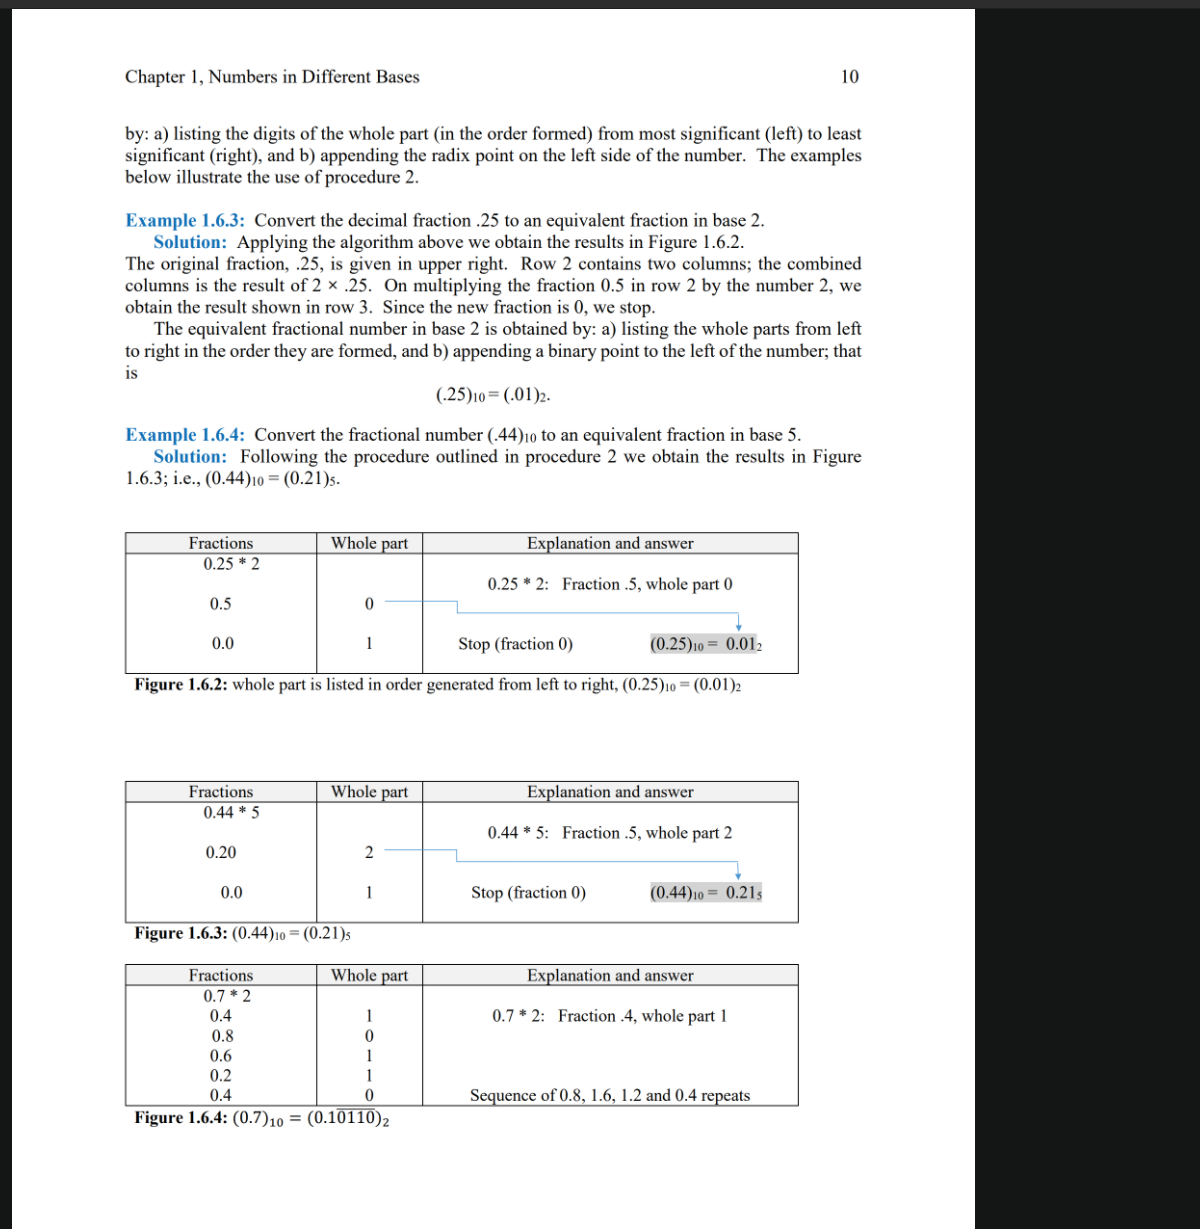 Chapter 1, Numbers in Different Bases 10
by: a) listing the digits of the whole part (in the order formed) from most significant (left) to least
significant (right), and b) appending the radix point on the left side of the number. The examples
below illustrate the use of procedure 2.
Example 1.6.3: Convert the decimal fraction .25 to an equivalent fraction in base 2.
Solution: Applying the algorithm above we obtain the results in Figure 1.6.2.
The original fraction, .25, is given in upper right. Row 2 contains two columns; the combined
columns is the result of 2 × .25. On multiplying the fraction 0.5 in row 2 by the number 2, we
obtain the result shown in row 3. Since the new fraction is 0, we stop.
The equivalent fractional number in base 2 is obtained by: a) listing the whole parts from left
to right in the order they are formed, and b) appending a binary point to the left of the number; that
is
(.25)₁₀ = (.01)₂.
Example 1.6.4: Convert the fractional number (.44)₁₀ to an equivalent fraction in base 5.
Solution: Following the procedure outlined in procedure 2 we obtain the results in Figure
1.6.3; i.e., (0.44)₁₀ = (0.21)₅.
Fractions Whole part Explanation and answer
0.25 * 2
0.25 * 2: Fraction .5, whole part 0
0.5 0
0.0 1 Stop (fraction 0) (0.25)₁₀ = 0.01₂
Figure 1.6.2: whole part is listed in order generated from left to right, (0.25)₁₀ = (0.01)₂
Fractions Whole part Explanation and answer
0.44 * 5
0.44 * 5: Fraction .5, whole part 2
0.20 2
0.0 1 Stop (fraction 0) (0.44)₁₀ = 0.21₅
Figure 1.6.3: (0.44)₁₀ = (0.21)₅
Fractions Whole part Explanation and answer
0.7 * 2
0.4 1 0.7 * 2: Fraction .4, whole part 1
0.8 0
0.6 1
0.2 1
0.4 0 Sequence of 0.8, 1.6, 1.2 and 0.4 repeats
Figure 1.6.4: (0.7)₁₀ = (0.10̅1̅1̅0̅)₂